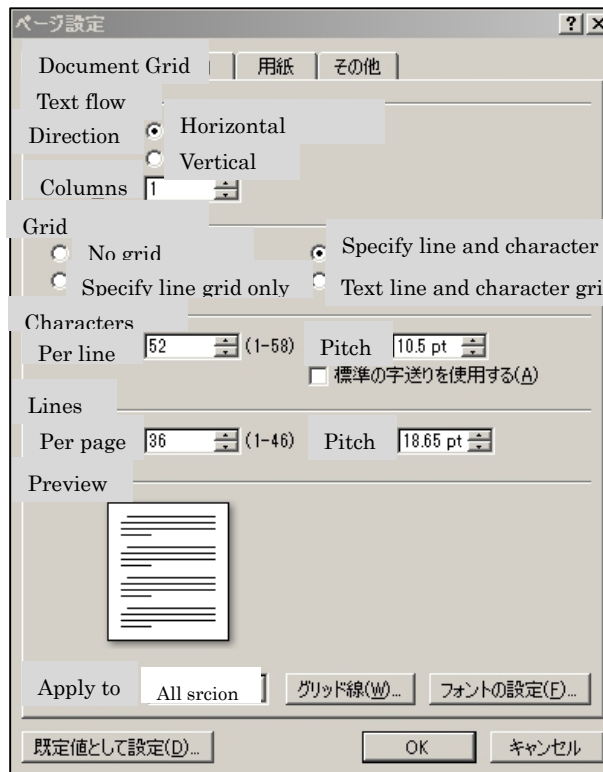 ページ設定 ? ×
Document Grid 用紙 その他
Text flow
Direction Horizontal
Vertical
Columns 1
Grid
No grid Specify line and character
Specify line grid only Text line and character gri
Characters
Per line 52 (1-58) Pitch 10.5 pt
標準の字送りを使用する(A)
Lines
Per page 36 (1-46) Pitch 18.65 pt
Preview
Apply to All srcion グリッド線(W)... フォントの設定(F)...
既定値として設定(D)... OK キャンセル